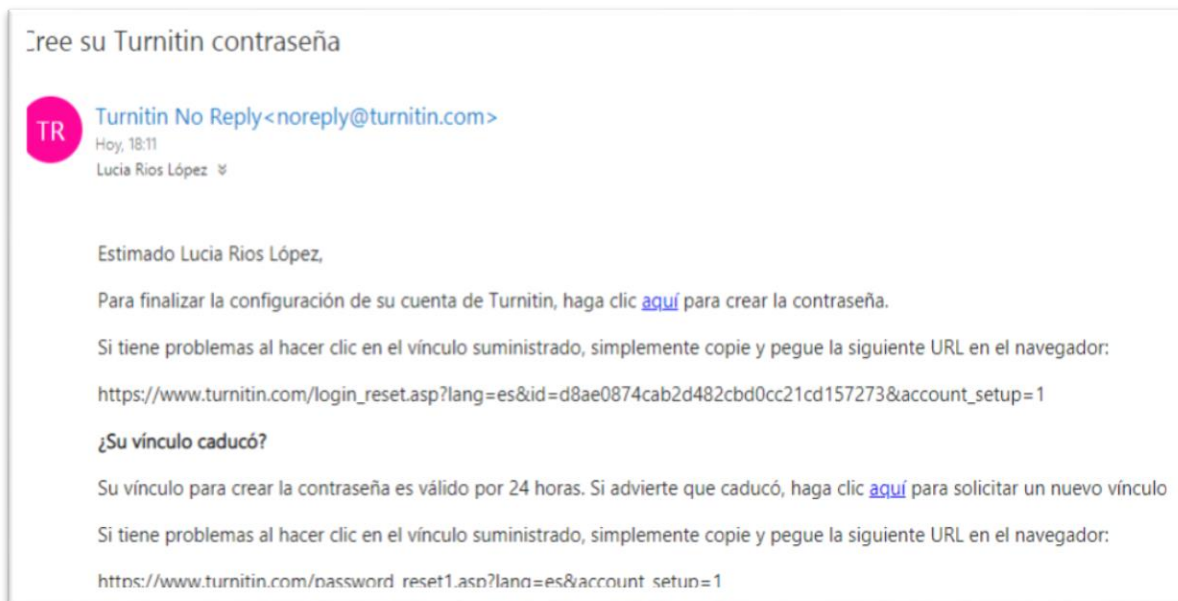 Cree su Turnitin contraseña
TR
Turnitin No Reply<noreply@turnitin.com>
Hoy, 18:11
Lucia Rios López
Estimado Lucia Rios López,
Para finalizar la configuración de su cuenta de Turnitin, haga clic aquí para crear la contraseña.
Si tiene problemas al hacer clic en el vínculo suministrado, simplemente copie y pegue la siguiente URL en el navegador:
https://www.turnitin.com/login_reset.asp?lang=es&id=d8ae0874cab2d482cbd0cc21cd157273&account_setup=1
¿Su vínculo caducó?
Su vínculo para crear la contraseña es válido por 24 horas. Si advierte que caducó, haga clic aquí para solicitar un nuevo vínculo
Si tiene problemas al hacer clic en el vínculo suministrado, simplemente copie y pegue la siguiente URL en el navegador:
https://www.turnitin.com/password_reset1.asp?lang=es&account_setup=1